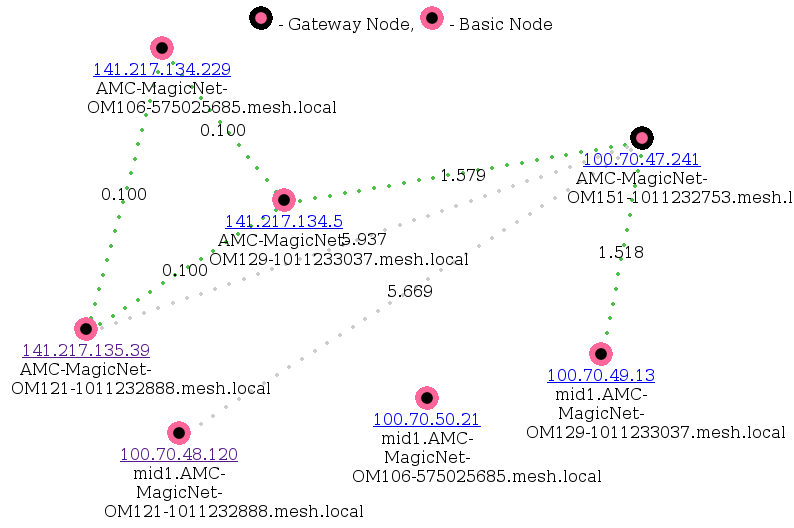 - Gateway Node, - Basic Node
141.217.134.229
AMC-MagicNet-
OM106-575025685.mesh.local
0.100
100.70.47.241
AMC-MagicNet-
OM151-1011232753.mesh.l
1.579
0.100
141.217.134.5
AMC-MagicNet-
OM129-1011233037.mesh.local
5.937
1.518
0.100
5.669
141.217.135.39
AMC-MagicNet-
OM121-1011232888.mesh.local
100.70.49.13
mid1.AMC-
MagicNet-
OM129-1011233037.mesh.local
100.70.50.21
mid1.AMC-
MagicNet-
OM106-575025685.mesh.local
100.70.48.120
mid1.AMC-
MagicNet-
OM121-1011232888.mesh.local